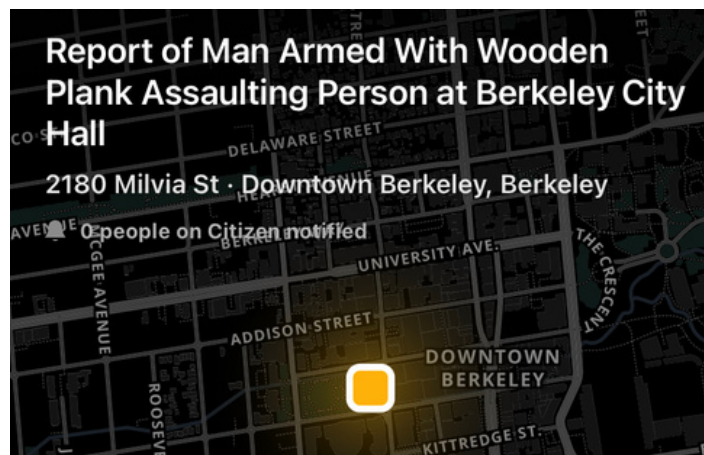 Report of Man Armed With Wooden
Plank Assaulting Person at Berkeley City
Hall
2180 Milvia St · Downtown Berkeley, Berkeley
0 people on Citizen notified
DELAWARE STREET
AVENUE
UNIVERSITY AVE.
THE CRESCENT
ADDISON STREET
DOWNTOWN
BERKELEY
KITTREDGE ST.